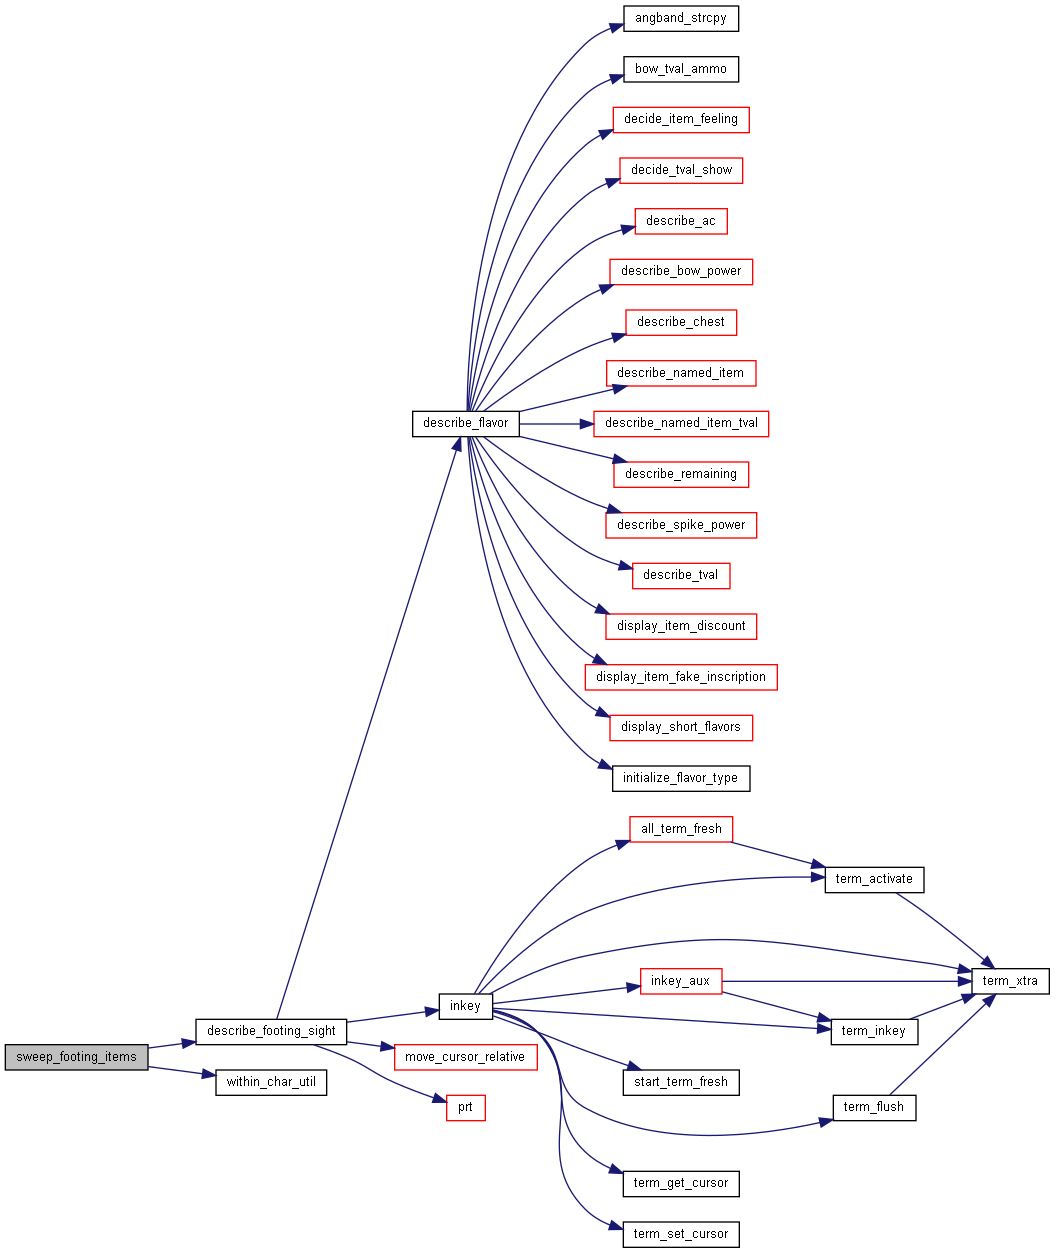 angband_strcpy
bow_tval_ammo
decide_item_feeling
decide_tval_show
describe_ac
describe_bow_power
describe_chest
describe_named_item
describe_flavor
describe_named_item_tval
describe_remaining
describe_spike_power
describe_tval
display_item_discount
display_item_fake_inscription
display_short_flavors
initialize_flavor_type
all_term_fresh
term_activate
inkey_aux
term_xtra
inkey
describe_footing_sight
term_inkey
sweep_footing_items
move_cursor_relative
within_char_util
start_term_fresh
prt
term_flush
term_get_cursor
term_set_cursor